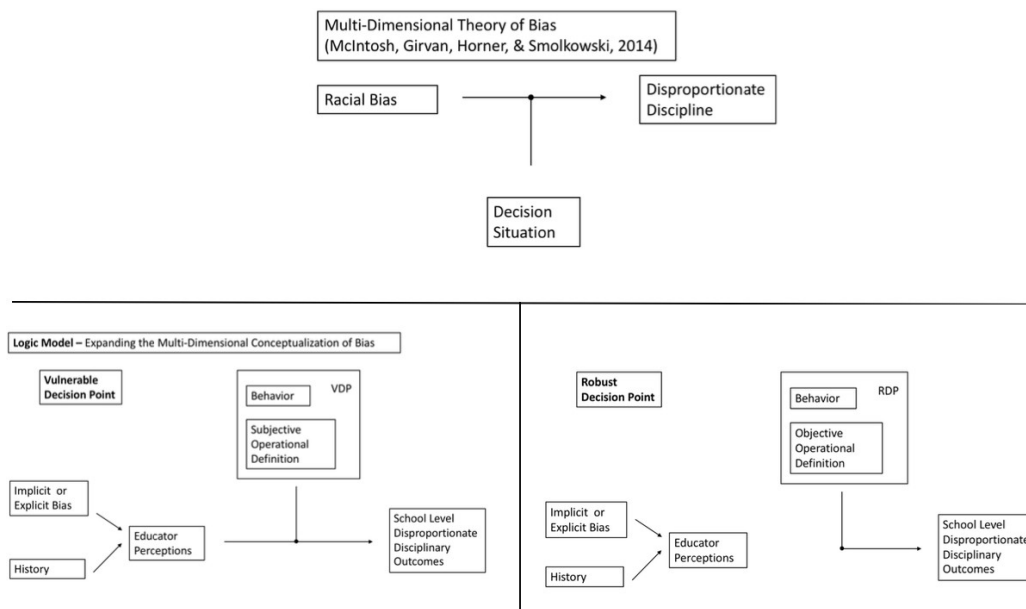 Multi-Dimensional Theory of Bias
(McIntosh, Girvan, Horner, & Smolkowski, 2014)
Racial Bias
Disproportionate
Discipline
Decision
Situation
Logic Model – Expanding the Multi-Dimensional Conceptualization of Bias
Vulnerable
Decision Point
VDP
Behavior
Subjective
Operational
Definition
Implicit or
Explicit Bias
History
Educator
Perceptions
School Level
Disproportionate
Disciplinary
Outcomes
Robust
Decision Point
RDP
Behavior
Objective
Operational
Definition
Implicit or
Explicit Bias
History
Educator
Perceptions
School Level
Disproportionate
Disciplinary
Outcomes